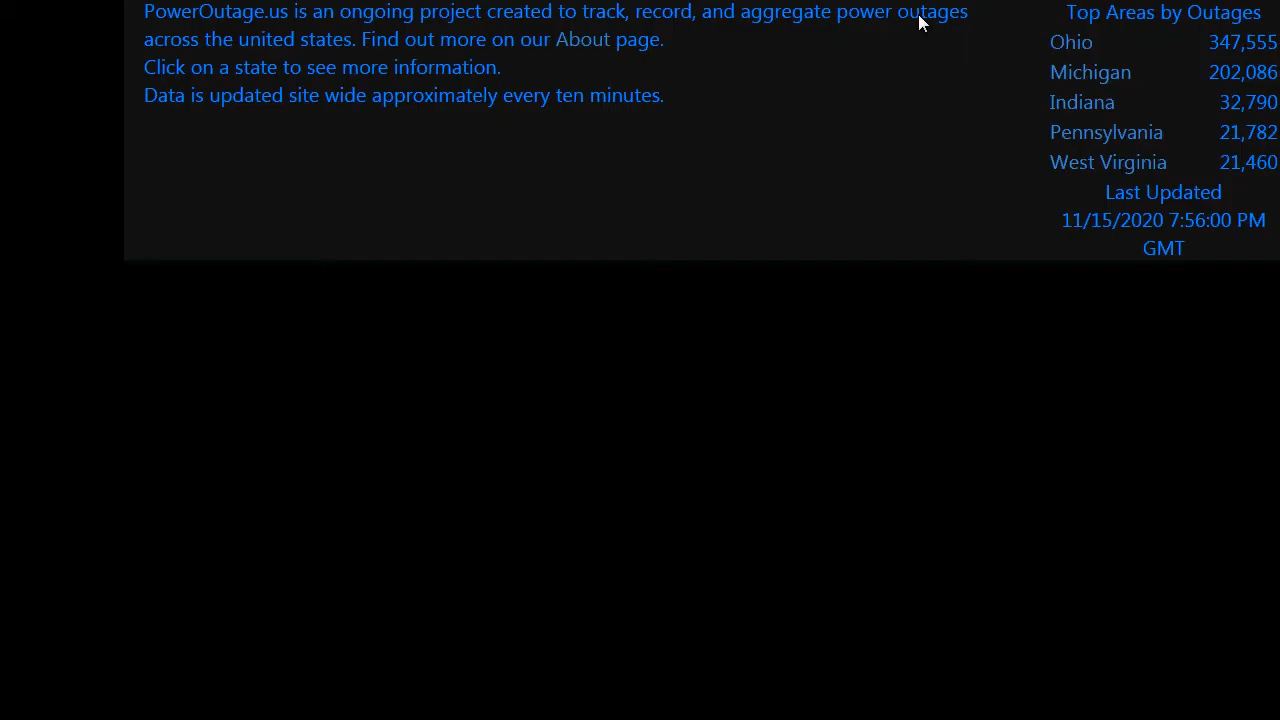 PowerOutage.us is an ongoing project created to track, record, and aggregate power outages
across the united states. Find out more on our About page.
Click on a state to see more information.
Data is updated site wide approximately every ten minutes.
Top Areas by Outages
Ohio 347,555
Michigan 202,086
Indiana 32,790
Pennsylvania 21,782
West Virginia 21,460
Last Updated
11/15/2020 7:56:00 PM
GMT